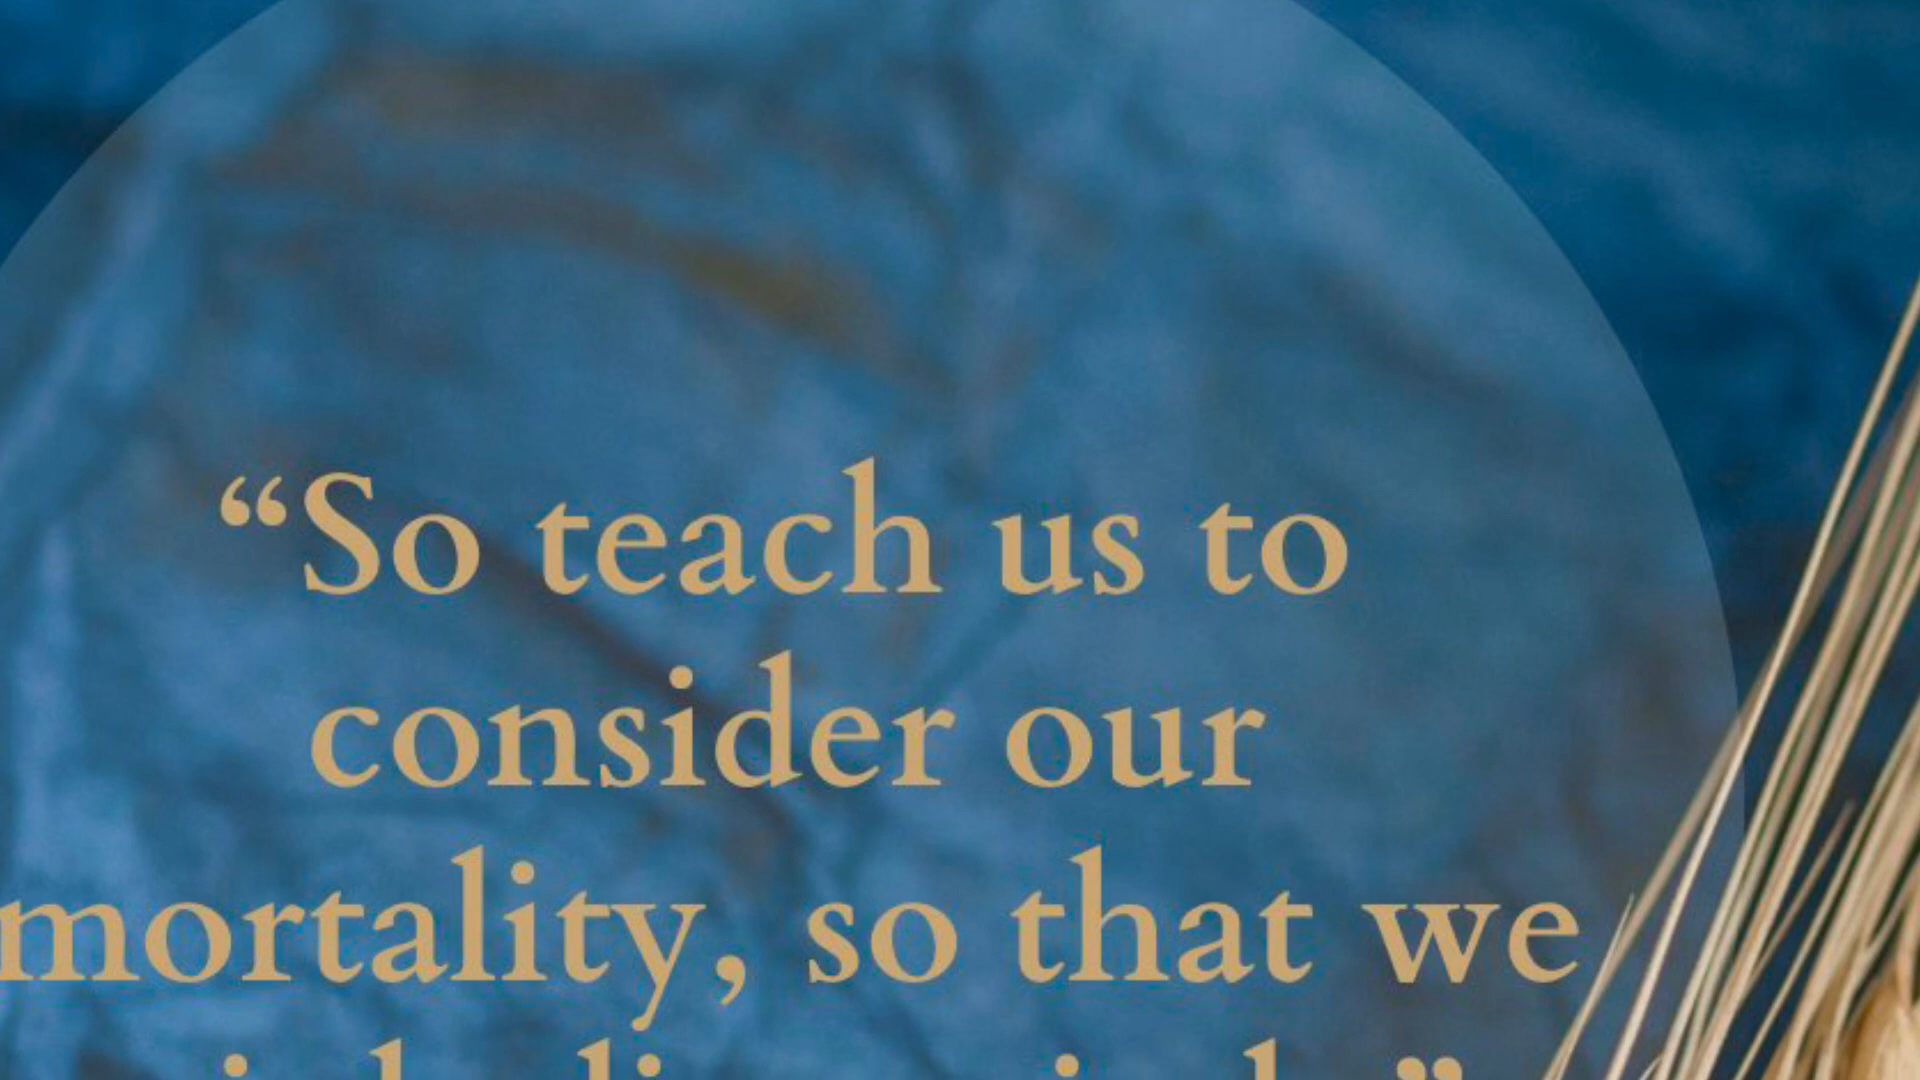 “So teach us to
consider our
mortality, so that we